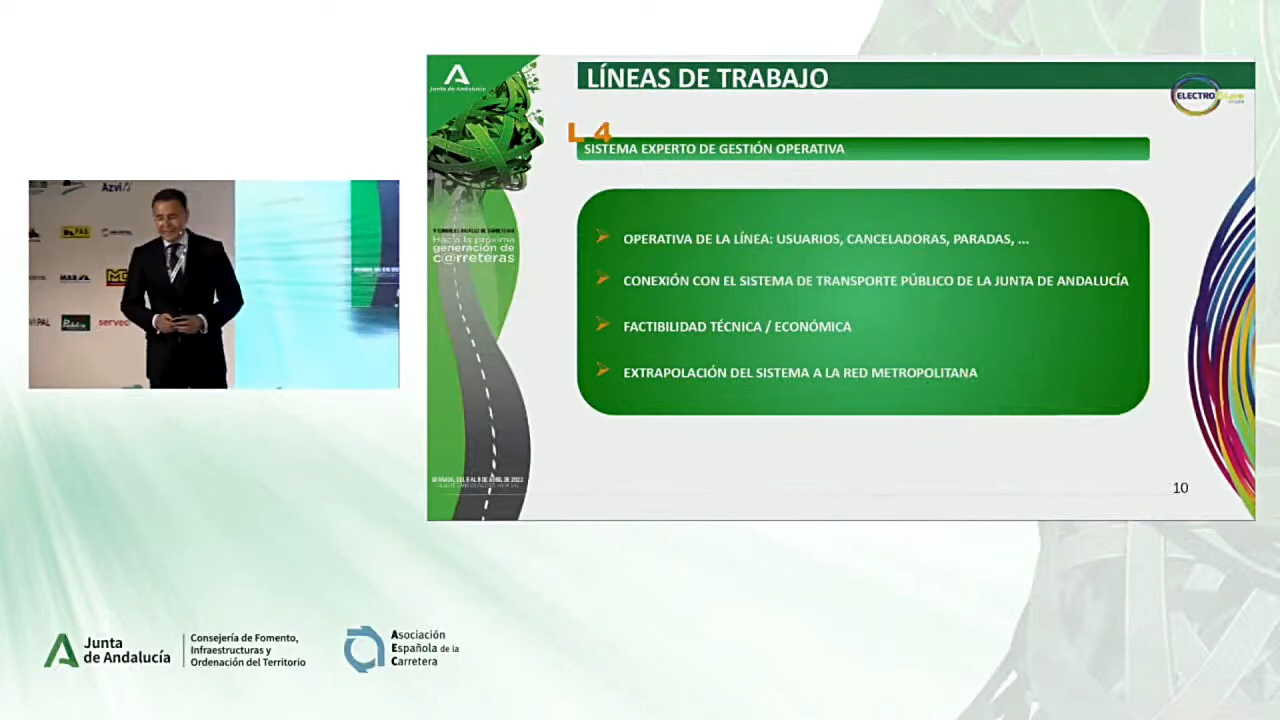 Junta de Andalucía
LÍNEAS DE TRABAJO
ELECTRO
L 4
SISTEMA EXPERTO DE GESTIÓN OPERATIVA
OPERATIVA DE LA LÍNEA: USUARIOS, CANCELADORAS, PARADAS, ...
CONEXIÓN CON EL SISTEMA DE TRANSPORTE PÚBLICO DE LA JUNTA DE ANDALUCÍA
FACTIBILIDAD TÉCNICA / ECONÓMICA
EXTRAPOLACIÓN DEL SISTEMA A LA RED METROPOLITANA
Hacia la próxima
generación de
c@rreteras
10
Azvi
PAS
Junta
de Andalucía
Consejería de Fomento,
Infraestructuras y
Ordenación del Territorio
Asociación
Española de la
Carretera